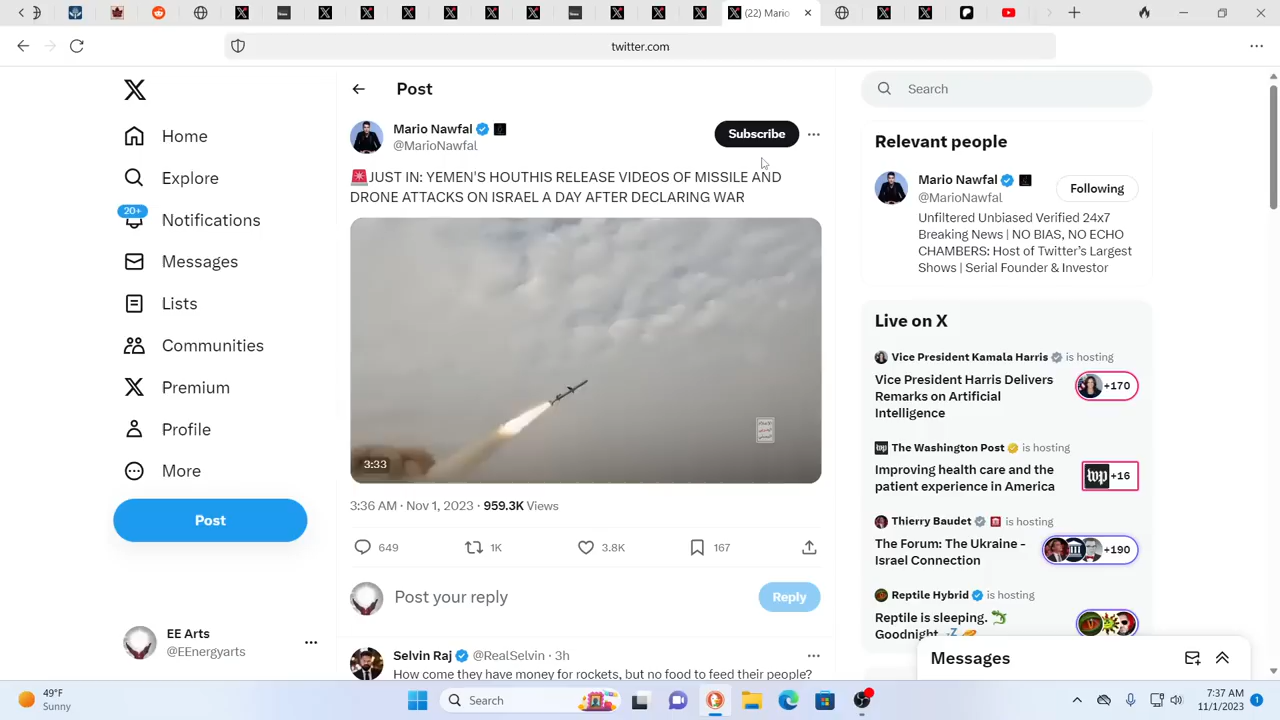 (22) Mario
twitter.com
Home
Explore
20+
Notifications
Messages
Lists
Communities
Premium
Profile
More
Post
EE Arts
@EEnergyarts
Post
Mario Nawfal
@MarioNawfal
Subscribe
🚨JUST IN: YEMEN'S HOUTHIS RELEASE VIDEOS OF MISSILE AND
DRONE ATTACKS ON ISRAEL A DAY AFTER DECLARING WAR
3:33
3:36 AM · Nov 1, 2023 · 959.3K Views
649
1K
3.8K
167
Post your reply
Reply
Selvin Raj @RealSelvin · 3h
How come they have money for rockets, but no food to feed their people?
Search
Relevant people
Mario Nawfal
@MarioNawfal
Following
Unfiltered Unbiased Verified 24x7
Breaking News | NO BIAS, NO ECHO
CHAMBERS: Host of Twitter's Largest
Shows | Serial Founder & Investor
Live on X
Vice President Kamala Harris is hosting
Vice President Harris Delivers
Remarks on Artificial
Intelligence
+170
The Washington Post is hosting
Improving health care and the
patient experience in America
wp +16
Thierry Baudet is hosting
The Forum: The Ukraine -
Israel Connection
+190
Reptile Hybrid is hosting
Reptile is sleeping. 🦎
Goodnight
Messages
49°F
Sunny
Search
7:37 AM
11/1/2023
1